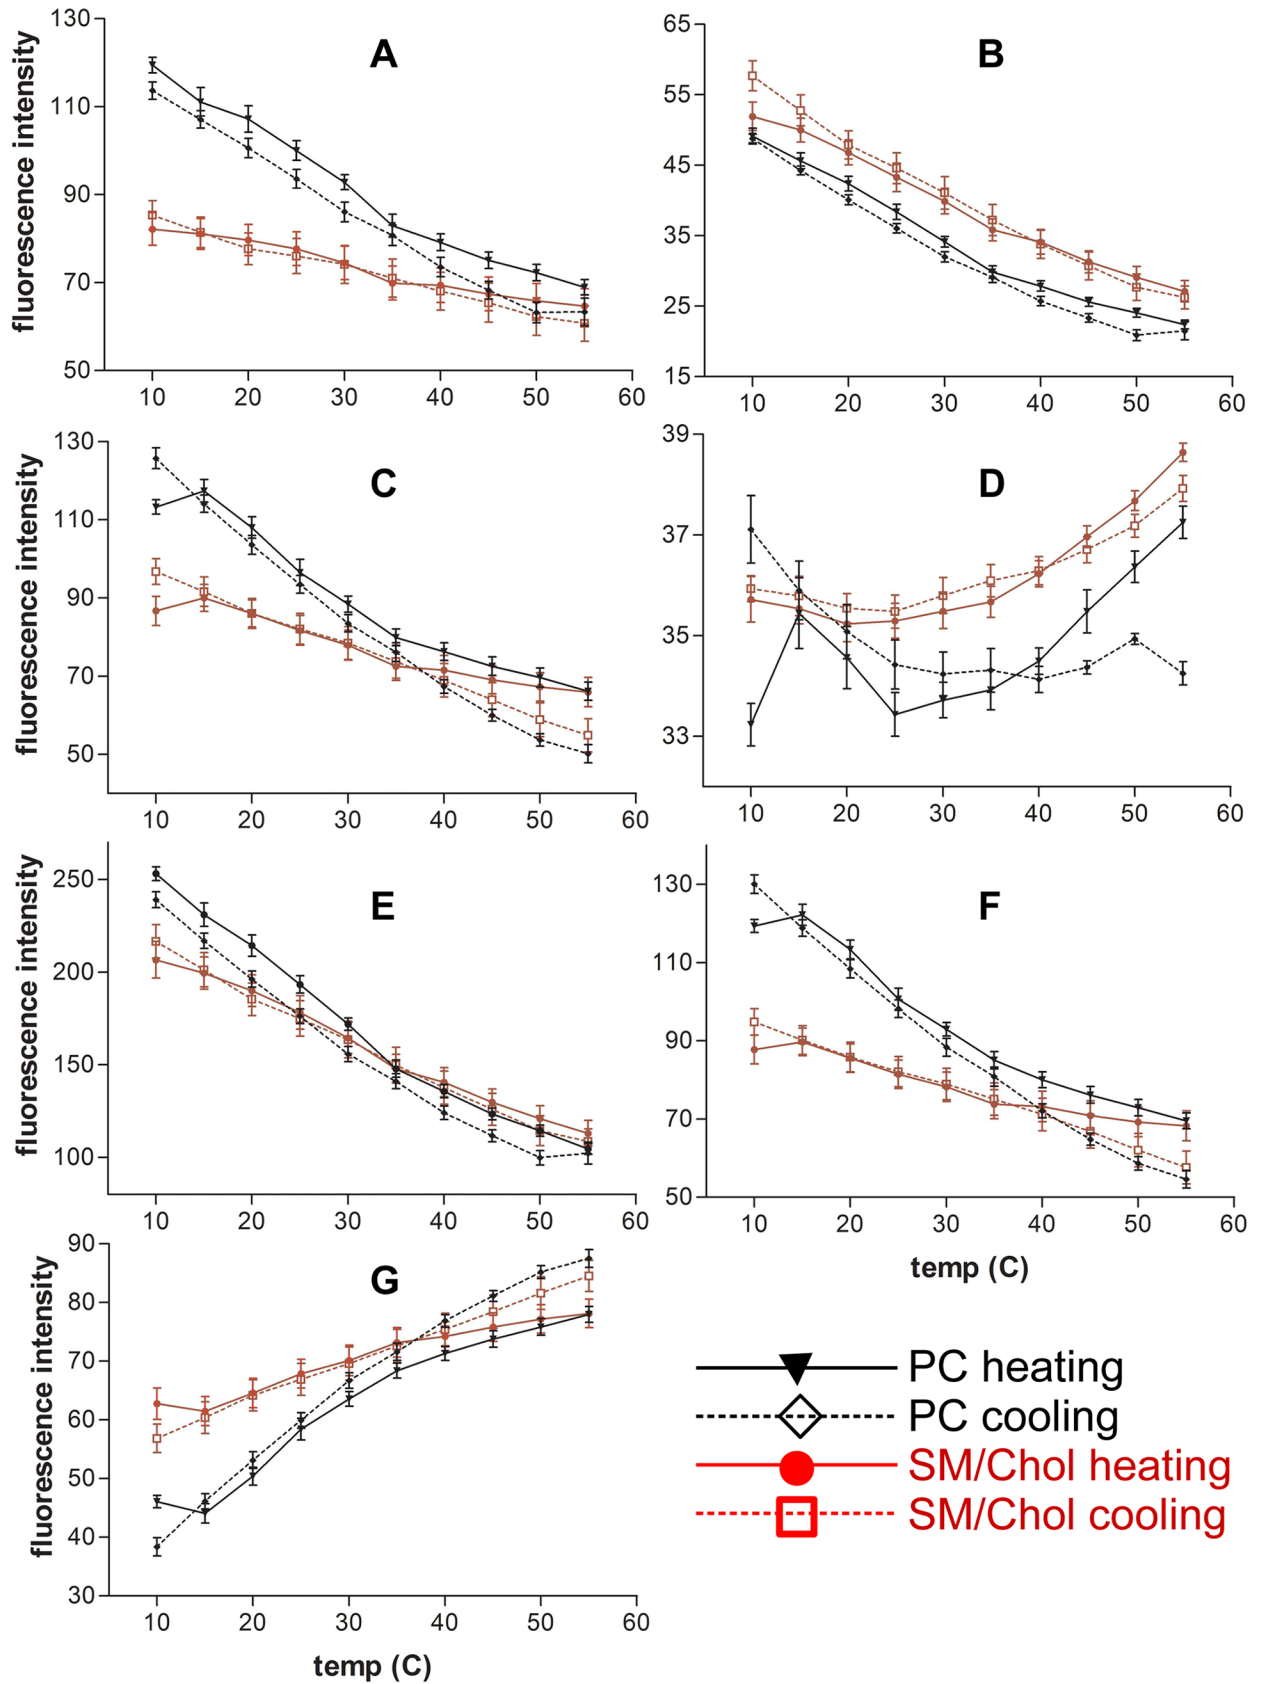 A
fluorescence intensity
130
110
90
70
50
10 20 30 40 50 60
B
65
55
45
35
25
15
10 20 30 40 50 60
C
fluorescence intensity
130
110
90
70
50
10 20 30 40 50 60
D
39
37
35
33
10 20 30 40 50 60
E
fluorescence intensity
250
200
150
100
10 20 30 40 50 60
F
130
110
90
70
50
10 20 30 40 50 60
temp (C)
G
fluorescence intensity
90
80
70
60
50
40
30
10 20 30 40 50 60
temp (C)
PC heating
PC cooling
SM/Chol heating
SM/Chol cooling